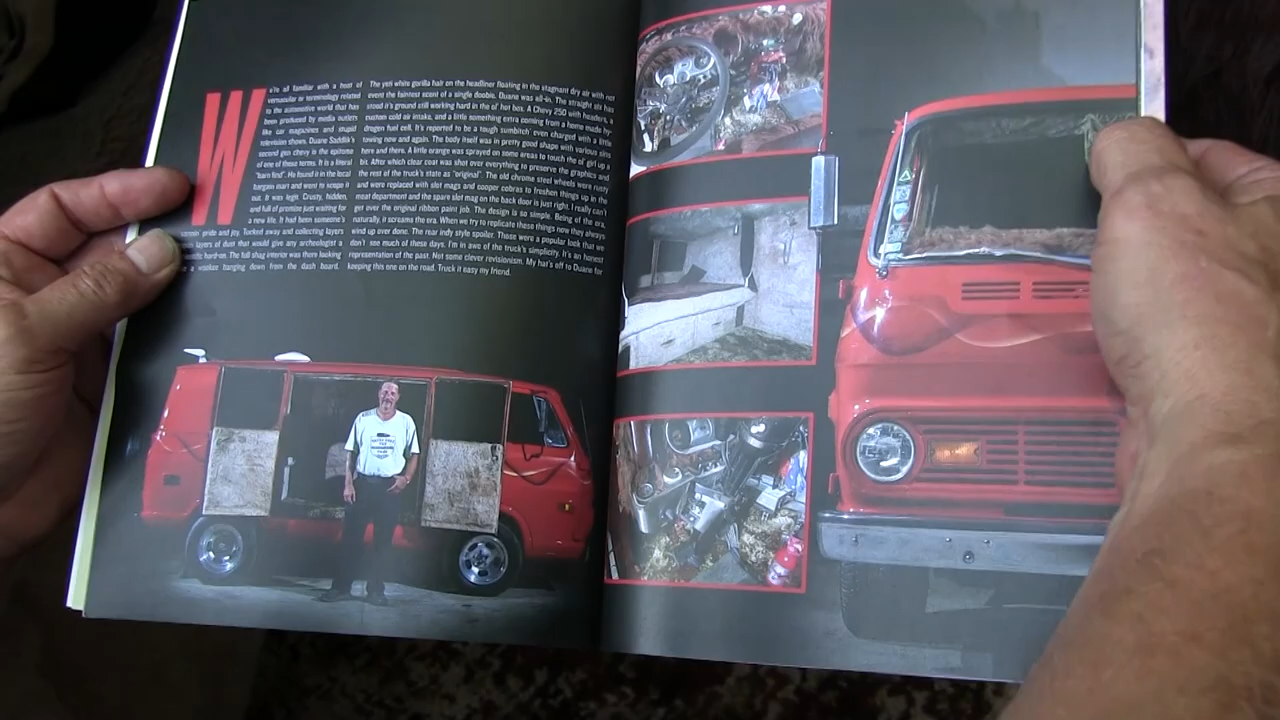 W
e're all familiar with a host of
vernacular or terminology related
to the automotive world that has
been produced by media outlets
like car magazines and stupid
television shows. Duane Saddik's
second gen chevy is the epitome
of one of these terms. It is a literal
"barn find". He found it in the local
bargain mart and went to scope it
out. It was legit. Crusty, hidden,
and full of promise just waiting for
a new life. It had been someone's
pride and joy. Tucked away and collecting layers
layers of dust that would give any archeologist a
hard-on. The full shag interior was there looking
a wookie hanging down from the dash board.
The yeti white gorilla hair on the headliner floating in the stagnant dry air with not
event the faintest scent of a single doobie. Duane was all-in. The straight six has
stood it's ground still working hard in the ol' hot box. A Chevy 250 with headers, a
custom cold air intake, and a little something extra coming from a home made hy-
drogen fuel cell. It's reported to be a tough sumbitch' even charged with a little
towing now and again. The body itself was in pretty good shape with various sins
here and there. A little orange was sprayed on some areas to touch the ol' girl up a
bit. After which clear coat was shot over everything to preserve the graphics and
the rest of the truck's state as "original". The old chrome steel wheels were rusty
and were replaced with slot mags and cooper cobras to freshen things up in the
meat department and the spare slot mag on the back door is just right. I really can't
get over the original ribbon paint job. The design is so simple. Being of the era,
naturally, it screams the era. When we try to replicate these things now they always
wind up over done. The rear indy style spoiler. Those were a popular look that we
don't see much of these days. I'm in awe of the truck's simplicity. It's an honest
representation of the past. Not some clever revisionism. My hat's off to Duane for
keeping this one on the road. Truck it easy my friend.